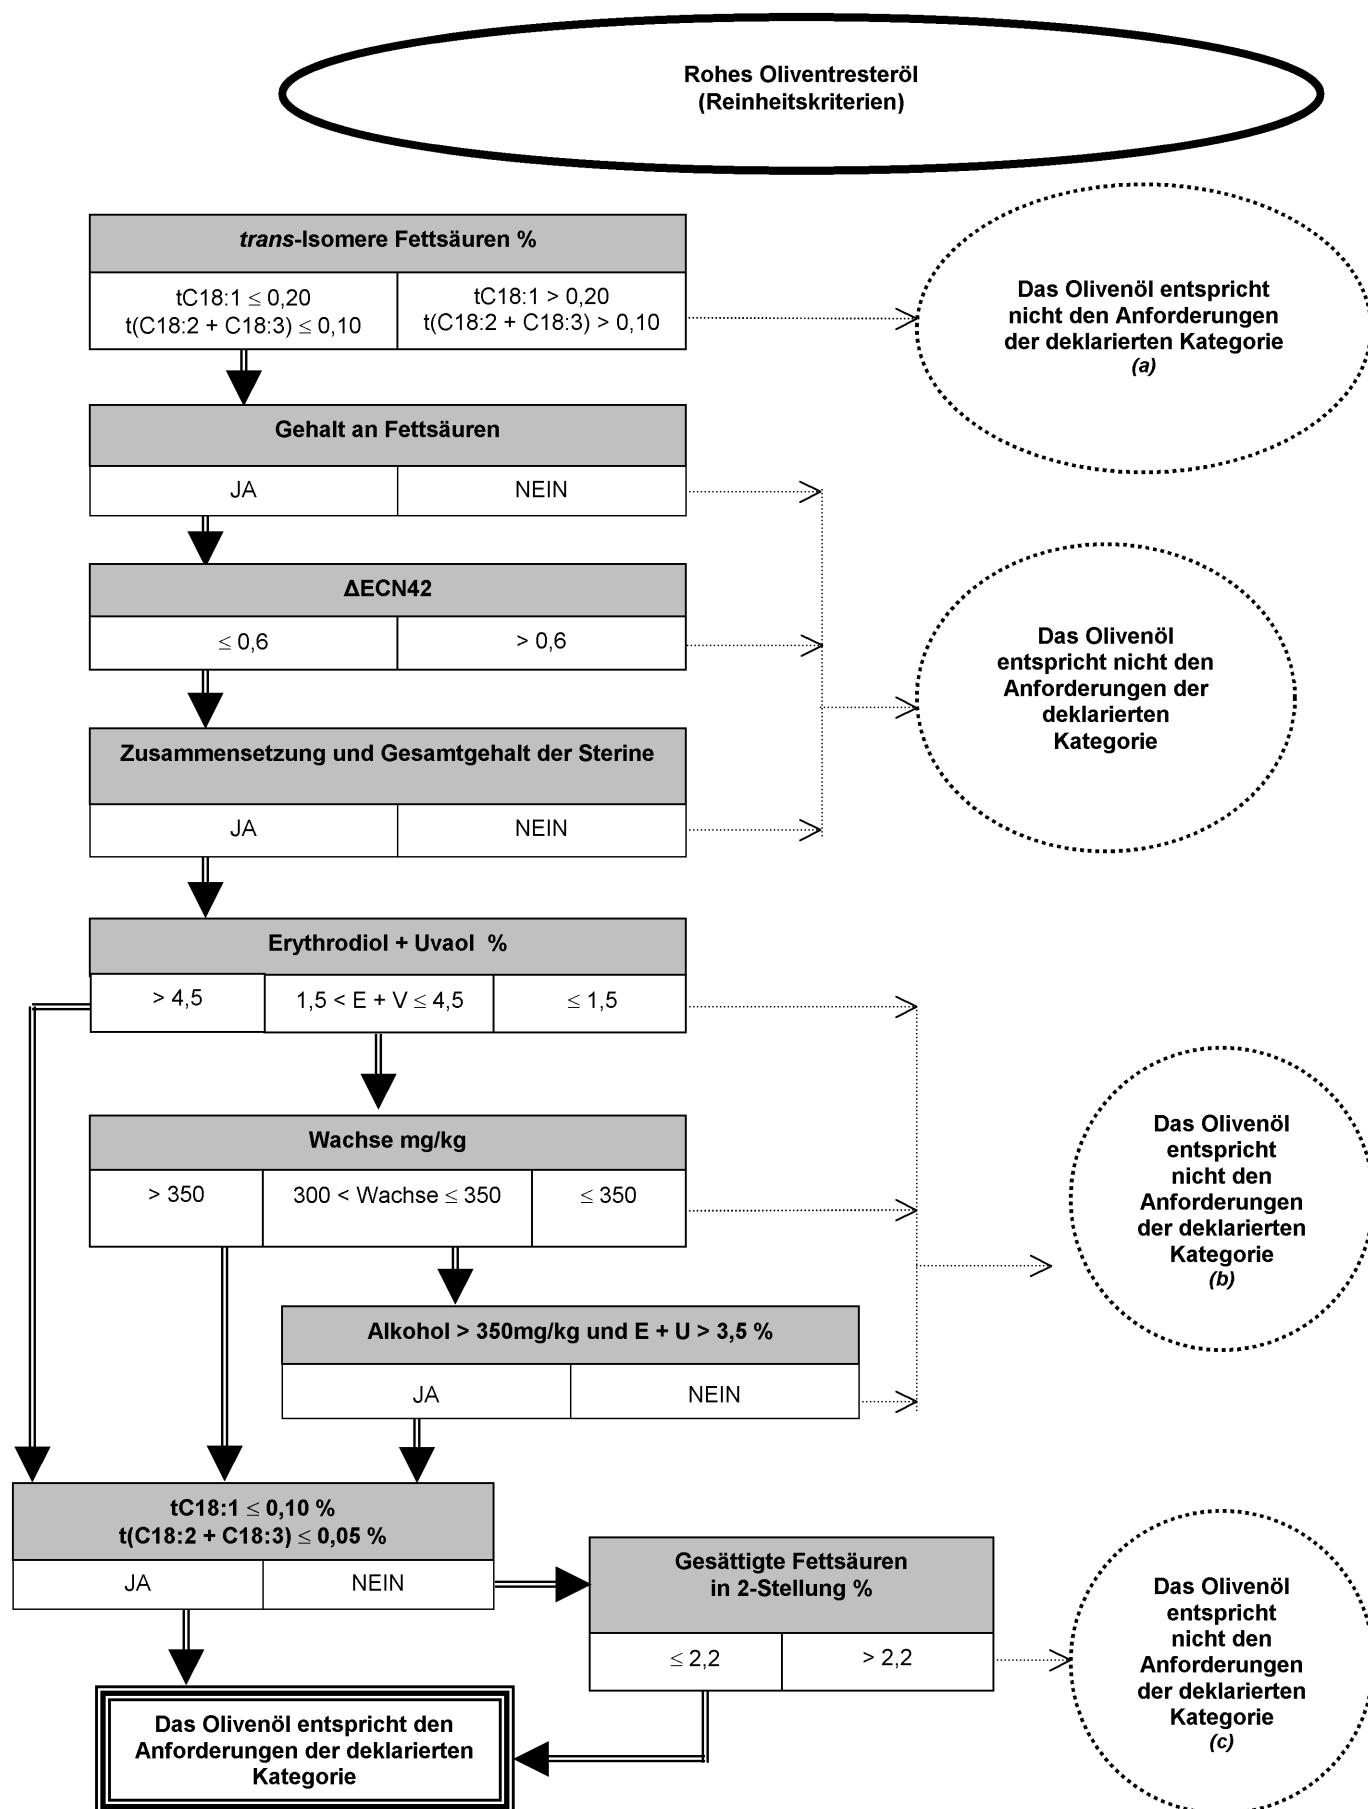 Rohes Oliventresteröl
(Reinheitskriterien)
trans-Isomere Fettsäuren %
tC18:1 ≤ 0,20
t(C18:2 + C18:3) ≤ 0,10
tC18:1 > 0,20
t(C18:2 + C18:3) > 0,10
Das Olivenöl entspricht
nicht den Anforderungen
der deklarierten Kategorie
(a)
Gehalt an Fettsäuren
JA
NEIN
ΔECN42
≤ 0,6
> 0,6
Das Olivenöl
entspricht nicht den
Anforderungen der
deklarierten
Kategorie
Zusammensetzung und Gesamtgehalt der Sterine
JA
NEIN
Erythrodiol + Uvaol %
> 4,5
1,5 < E + V ≤ 4,5
≤ 1,5
Wachse mg/kg
> 350
300 < Wachse ≤ 350
≤ 350
Das Olivenöl
entspricht
nicht den
Anforderungen
der deklarierten
Kategorie
(b)
Alkohol > 350mg/kg und E + U > 3,5 %
JA
NEIN
tC18:1 ≤ 0,10 %
t(C18:2 + C18:3) ≤ 0,05 %
JA
NEIN
Gesättigte Fettsäuren
in 2-Stellung %
≤ 2,2
> 2,2
Das Olivenöl
entspricht
nicht den
Anforderungen
der deklarierten
Kategorie
(c)
Das Olivenöl entspricht den
Anforderungen der deklarierten
Kategorie